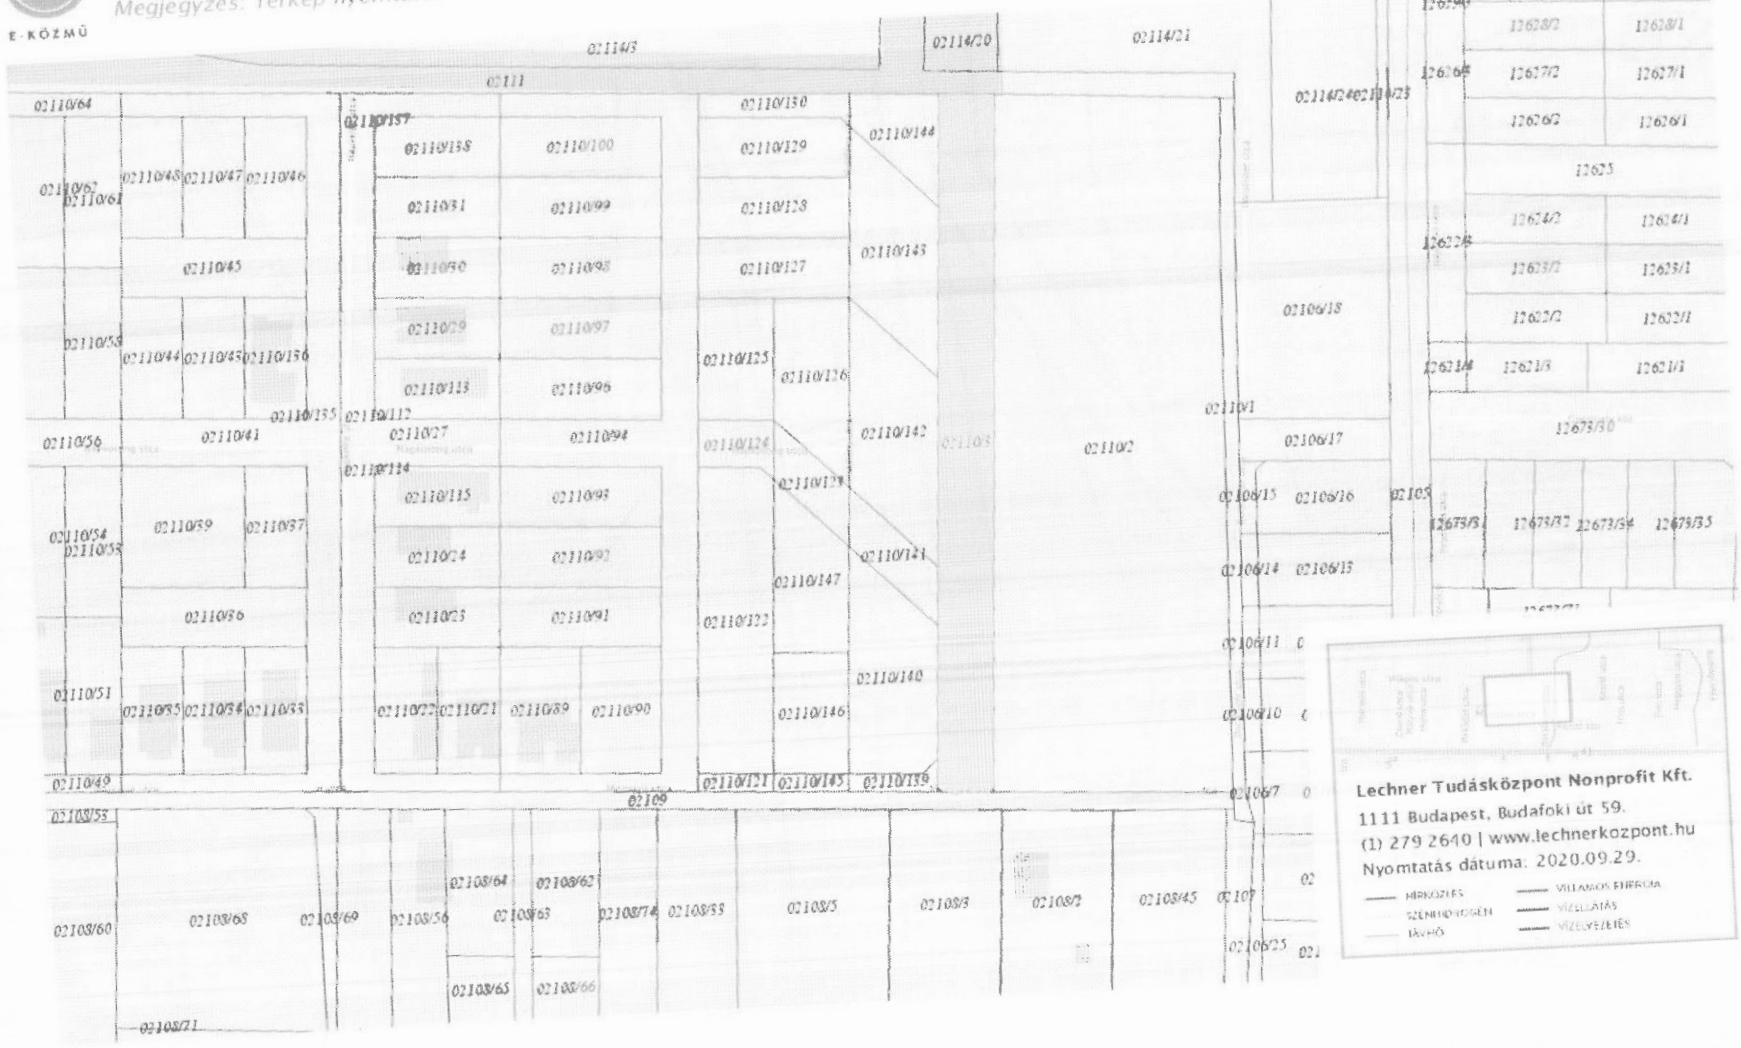 Megjegyzés: Térkép
E-KÖZMŰ
02114/3
02114/20
02114/21
02111
12628/2 12628/1
12627/2 12627/1
12626/2 12626/1
12625
12624/2 12624/1
12623/2 12623/1
12622/2 12622/1
12621/3 12621/1
12673/30
02110/64
02110/137
02110/130
02110/144
02110/138 02110/100 02110/129
02110/62 02110/61 02110/48 02110/47 02110/46
02110/31 02110/99 02110/128
02110/45
02110/30 02110/98 02110/127 02110/143
02110/29 02110/97
02106/18
02110/58 02110/44 02110/43 02110/136
02110/125 02110/126
02110/113 02110/96
02110/135 02110/112
02110/1
02110/56 02110/41 02110/27 02110/94 02110/124 02110/142 02110/3 02110/2 02106/17
02110/114
02110/115 02110/93
02106/15 02106/16 02105
02110/54 02110/53 02110/39 02110/37
12673/31 12673/32 12673/34 12673/35
02110/24 02110/92 02110/141
02110/147
02106/14 02106/13
02110/36 02110/23 02110/91 02110/122
02106/11
02110/51 02110/35 02110/34 02110/33 02110/22 02110/21 02110/89 02110/90 02110/146 02110/140
02106/10
02110/49 02110/121 02110/145 02110/139
02106/7
02109
02108/64 02108/62
02108/60 02108/68 02108/69 02108/56 02108/63 02108/74 02108/33 02108/5 02108/3 02108/2 02108/45 02107
02106/25
02108/65 02108/66
02108/71
Lechner Tudásközpont Nonprofit Kft.
1111 Budapest, Budafoki út 59.
(1) 279 2640 | www.lechnerkozpont.hu
Nyomtatás dátuma: 2020.09.29.
HÍRKÖZLÉS VILLAMOS ENERGIA
SZÉNHIDROGÉN VÍZELLÁTÁS
TÁVHŐ VÍZELVEZETÉS